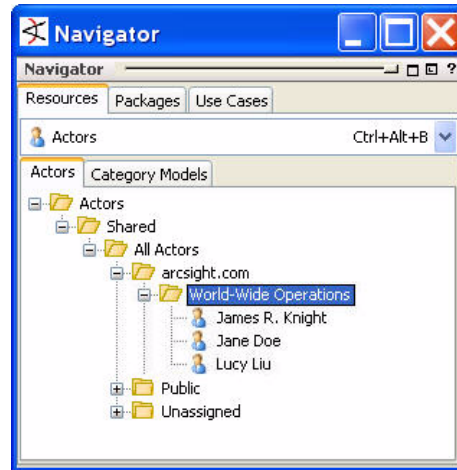 Navigator
Navigator ?
Resources Packages Use Cases
Actors Ctrl+Alt+B
Actors Category Models
Actors
Shared
All Actors
arcsight.com
World-Wide Operations
James R. Knight
Jane Doe
Lucy Liu
Public
Unassigned